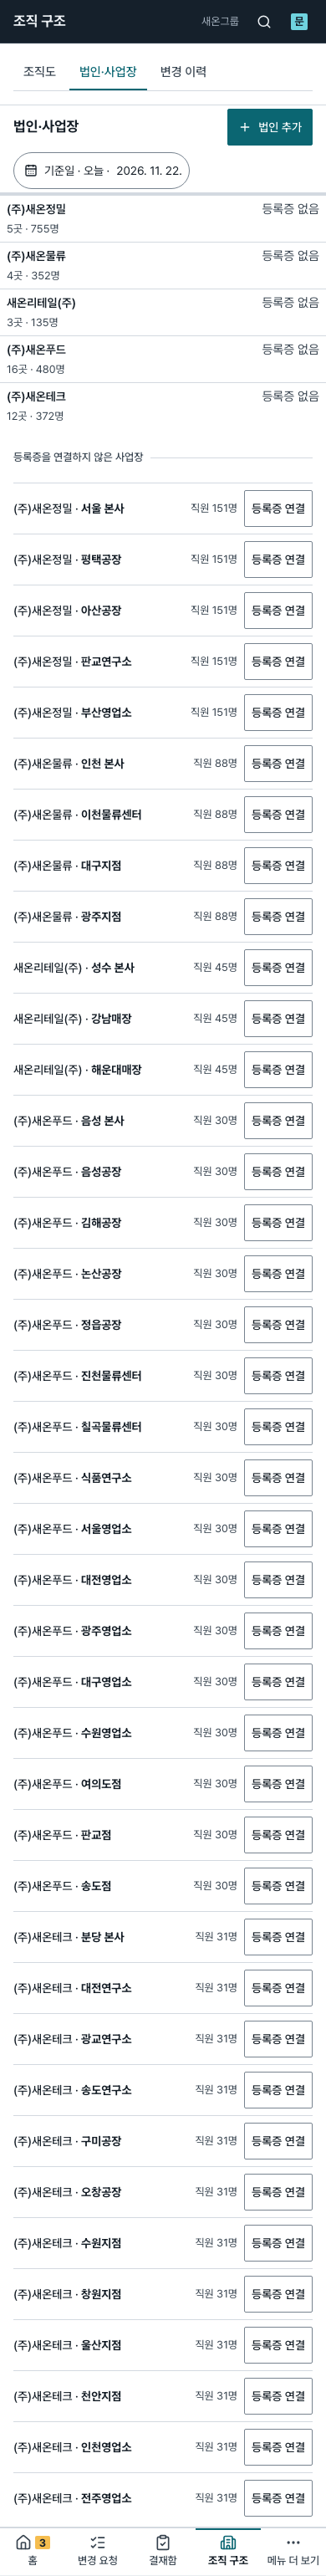 조직 구조 새온그룹 문
조직도 법인·사업장 변경 이력
법인·사업장 + 법인 추가
기준일 · 오늘 · 2026. 11. 22.
(주)새온정밀 등록증 없음
5곳 · 755명
(주)새온물류 등록증 없음
4곳 · 352명
새온리테일(주) 등록증 없음
3곳 · 135명
(주)새온푸드 등록증 없음
16곳 · 480명
(주)새온테크 등록증 없음
12곳 · 372명
등록증을 연결하지 않은 사업장
(주)새온정밀 · 서울 본사 직원 151명 등록증 연결
(주)새온정밀 · 평택공장 직원 151명 등록증 연결
(주)새온정밀 · 아산공장 직원 151명 등록증 연결
(주)새온정밀 · 판교연구소 직원 151명 등록증 연결
(주)새온정밀 · 부산영업소 직원 151명 등록증 연결
(주)새온물류 · 인천 본사 직원 88명 등록증 연결
(주)새온물류 · 이천물류센터 직원 88명 등록증 연결
(주)새온물류 · 대구지점 직원 88명 등록증 연결
(주)새온물류 · 광주지점 직원 88명 등록증 연결
새온리테일(주) · 성수 본사 직원 45명 등록증 연결
새온리테일(주) · 강남매장 직원 45명 등록증 연결
새온리테일(주) · 해운대매장 직원 45명 등록증 연결
(주)새온푸드 · 음성 본사 직원 30명 등록증 연결
(주)새온푸드 · 음성공장 직원 30명 등록증 연결
(주)새온푸드 · 김해공장 직원 30명 등록증 연결
(주)새온푸드 · 논산공장 직원 30명 등록증 연결
(주)새온푸드 · 정읍공장 직원 30명 등록증 연결
(주)새온푸드 · 진천물류센터 직원 30명 등록증 연결
(주)새온푸드 · 칠곡물류센터 직원 30명 등록증 연결
(주)새온푸드 · 식품연구소 직원 30명 등록증 연결
(주)새온푸드 · 서울영업소 직원 30명 등록증 연결
(주)새온푸드 · 대전영업소 직원 30명 등록증 연결
(주)새온푸드 · 광주영업소 직원 30명 등록증 연결
(주)새온푸드 · 대구영업소 직원 30명 등록증 연결
(주)새온푸드 · 수원영업소 직원 30명 등록증 연결
(주)새온푸드 · 여의도점 직원 30명 등록증 연결
(주)새온푸드 · 판교점 직원 30명 등록증 연결
(주)새온푸드 · 송도점 직원 30명 등록증 연결
(주)새온테크 · 분당 본사 직원 31명 등록증 연결
(주)새온테크 · 대전연구소 직원 31명 등록증 연결
(주)새온테크 · 광교연구소 직원 31명 등록증 연결
(주)새온테크 · 송도연구소 직원 31명 등록증 연결
(주)새온테크 · 구미공장 직원 31명 등록증 연결
(주)새온테크 · 오창공장 직원 31명 등록증 연결
(주)새온테크 · 수원지점 직원 31명 등록증 연결
(주)새온테크 · 창원지점 직원 31명 등록증 연결
(주)새온테크 · 울산지점 직원 31명 등록증 연결
(주)새온테크 · 천안지점 직원 31명 등록증 연결
(주)새온테크 · 인천영업소 직원 31명 등록증 연결
(주)새온테크 · 전주영업소 직원 31명 등록증 연결
3
홈 변경 요청 결재함 조직 구조 메뉴 더 보기